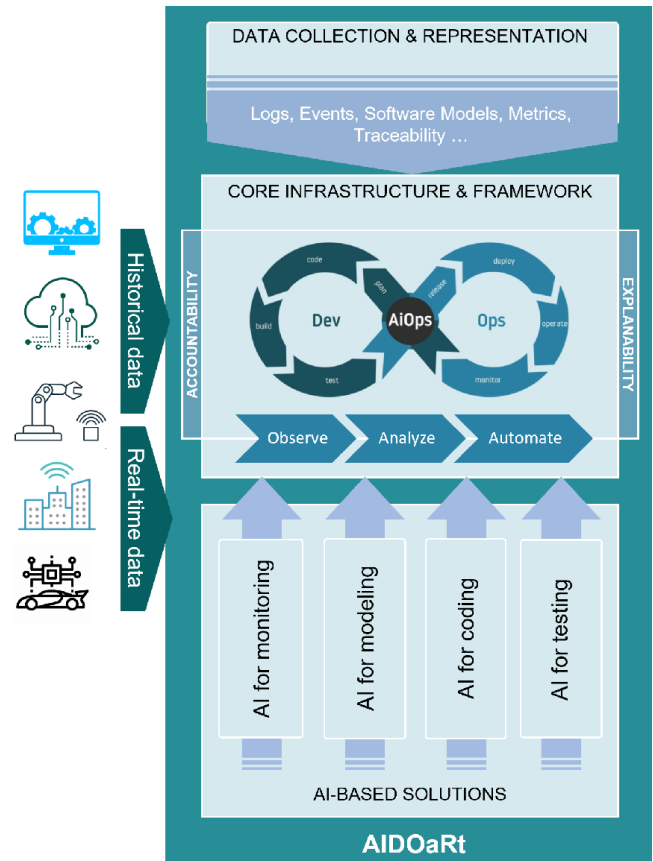 DATA COLLECTION & REPRESENTATION
Logs, Events, Software Models, Metrics,
Traceability ...
CORE INFRASTRUCTURE & FRAMEWORK
Historical data
Real-time data
ACCOUNTABILITY
EXPLANABILITY
code
build
test
plan
Dev
AiOps
Ops
release
deploy
operate
monitor
Observe
Analyze
Automate
AI for monitoring
AI for modeling
AI for coding
AI for testing
AI-BASED SOLUTIONS
AIDOaRt